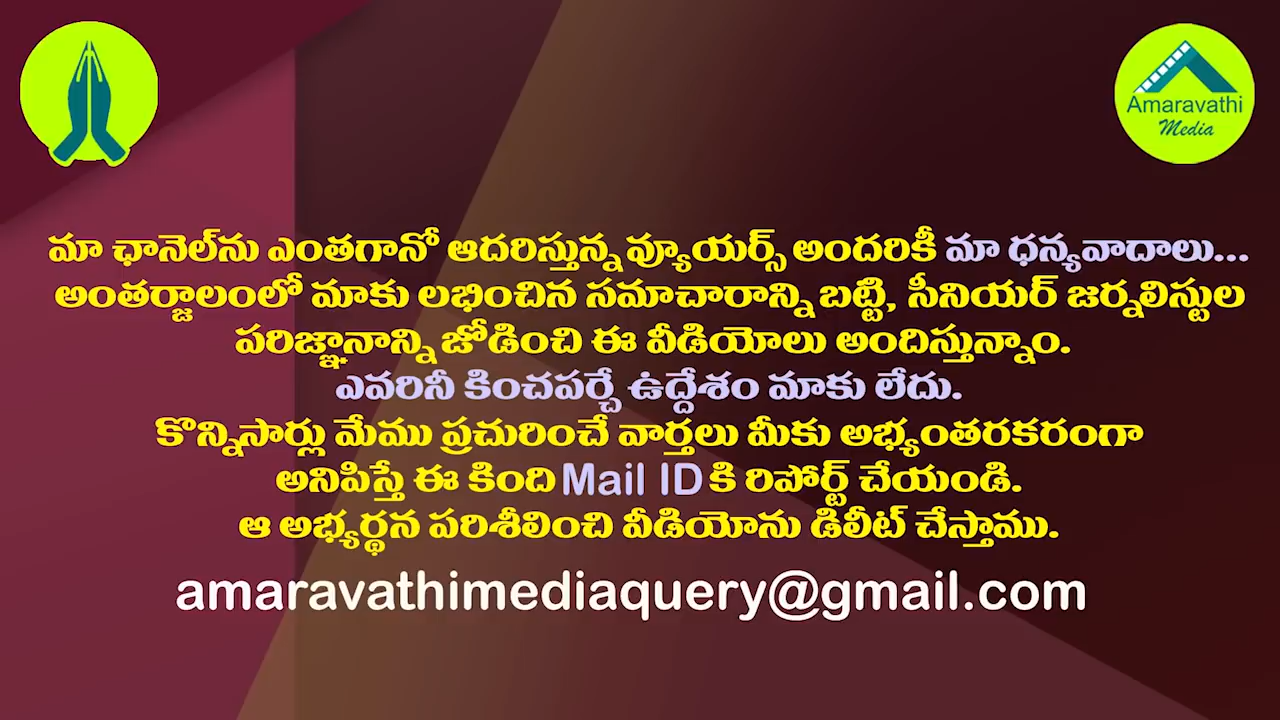 Amaravathi
Media
మా ఛానెల్‌ను ఎంతగానో ఆదరిస్తున్న వ్యూయర్స్ అందరికీ మా ధన్యవాదాలు...
అంతర్జాలంలో మాకు లభించిన సమాచారాన్ని బట్టి, సీనియర్ జర్నలిస్టుల
పరిజ్ఞానాన్ని జోడించి ఈ వీడియోలు అందిస్తున్నాం.
ఎవరినీ కించపర్చే ఉద్దేశం మాకు లేదు.
కొన్నిసార్లు మేము ప్రచురించే వార్తలు మీకు అభ్యంతరకరంగా
అనిపిస్తే ఈ కింది Mail ID కి రిపోర్ట్ చేయండి.
ఆ అభ్యర్థన పరిశీలించి వీడియోను డిలీట్ చేస్తాము.
amaravathimediaquery@gmail.com